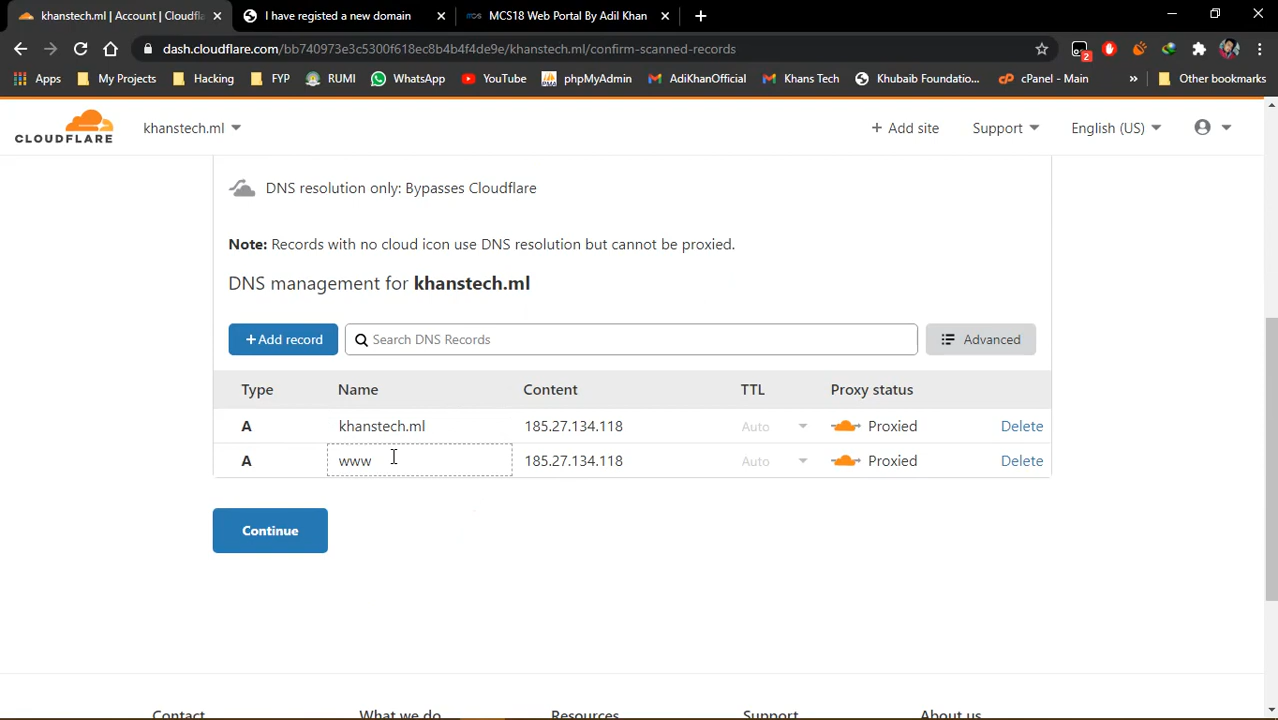 khanstech.ml | Account | Cloudfl
I have registed a new domain
MCS18 Web Portal By Adil Khan
dash.cloudflare.com/bb740973c3c5300f618ec8b4b4f4de9e/khanstech.ml/confirm-scanned-records
2
Apps
My Projects
Hacking
FYP
RUMI
WhatsApp
YouTube
phpMyAdmin
AdiKhanOfficial
Khans Tech
Khubaib Foundatio...
cPanel - Main
»
Other bookmarks
CLOUDFLARE
khanstech.ml
+ Add site
Support
English (US)
DNS resolution only: Bypasses Cloudflare
Note: Records with no cloud icon use DNS resolution but cannot be proxied.
DNS management for khanstech.ml
+Add record
Search DNS Records
Advanced
Type Name Content TTL Proxy status
A khanstech.ml 185.27.134.118 Auto Proxied Delete
A www 185.27.134.118 Auto Proxied Delete
Continue
Contact What we do Resources Support About us